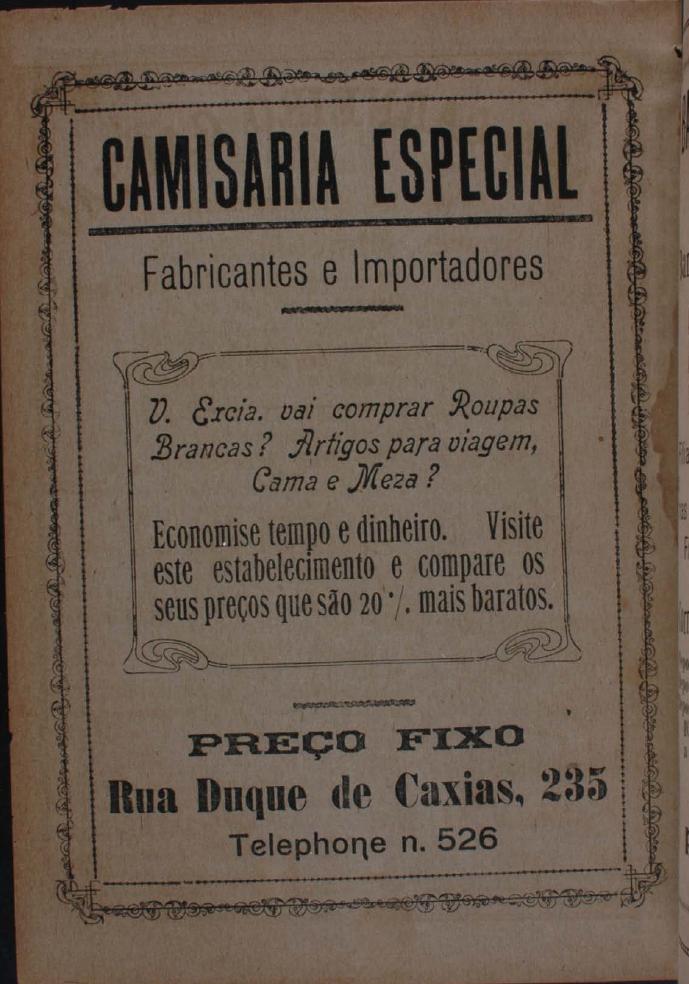 CAMISARIA ESPECIAL
Fabricantes e Importadores
V. Excia. vai comprar Roupas
Brancas? Artigos para viagem,
Cama e Meza?
Economise tempo e dinheiro. Visite
este estabelecimento e compare os
seus preços que são 20 %. mais baratos.
PREÇO FIXO
Rua Duque de Caxias, 235
Telephone n. 526